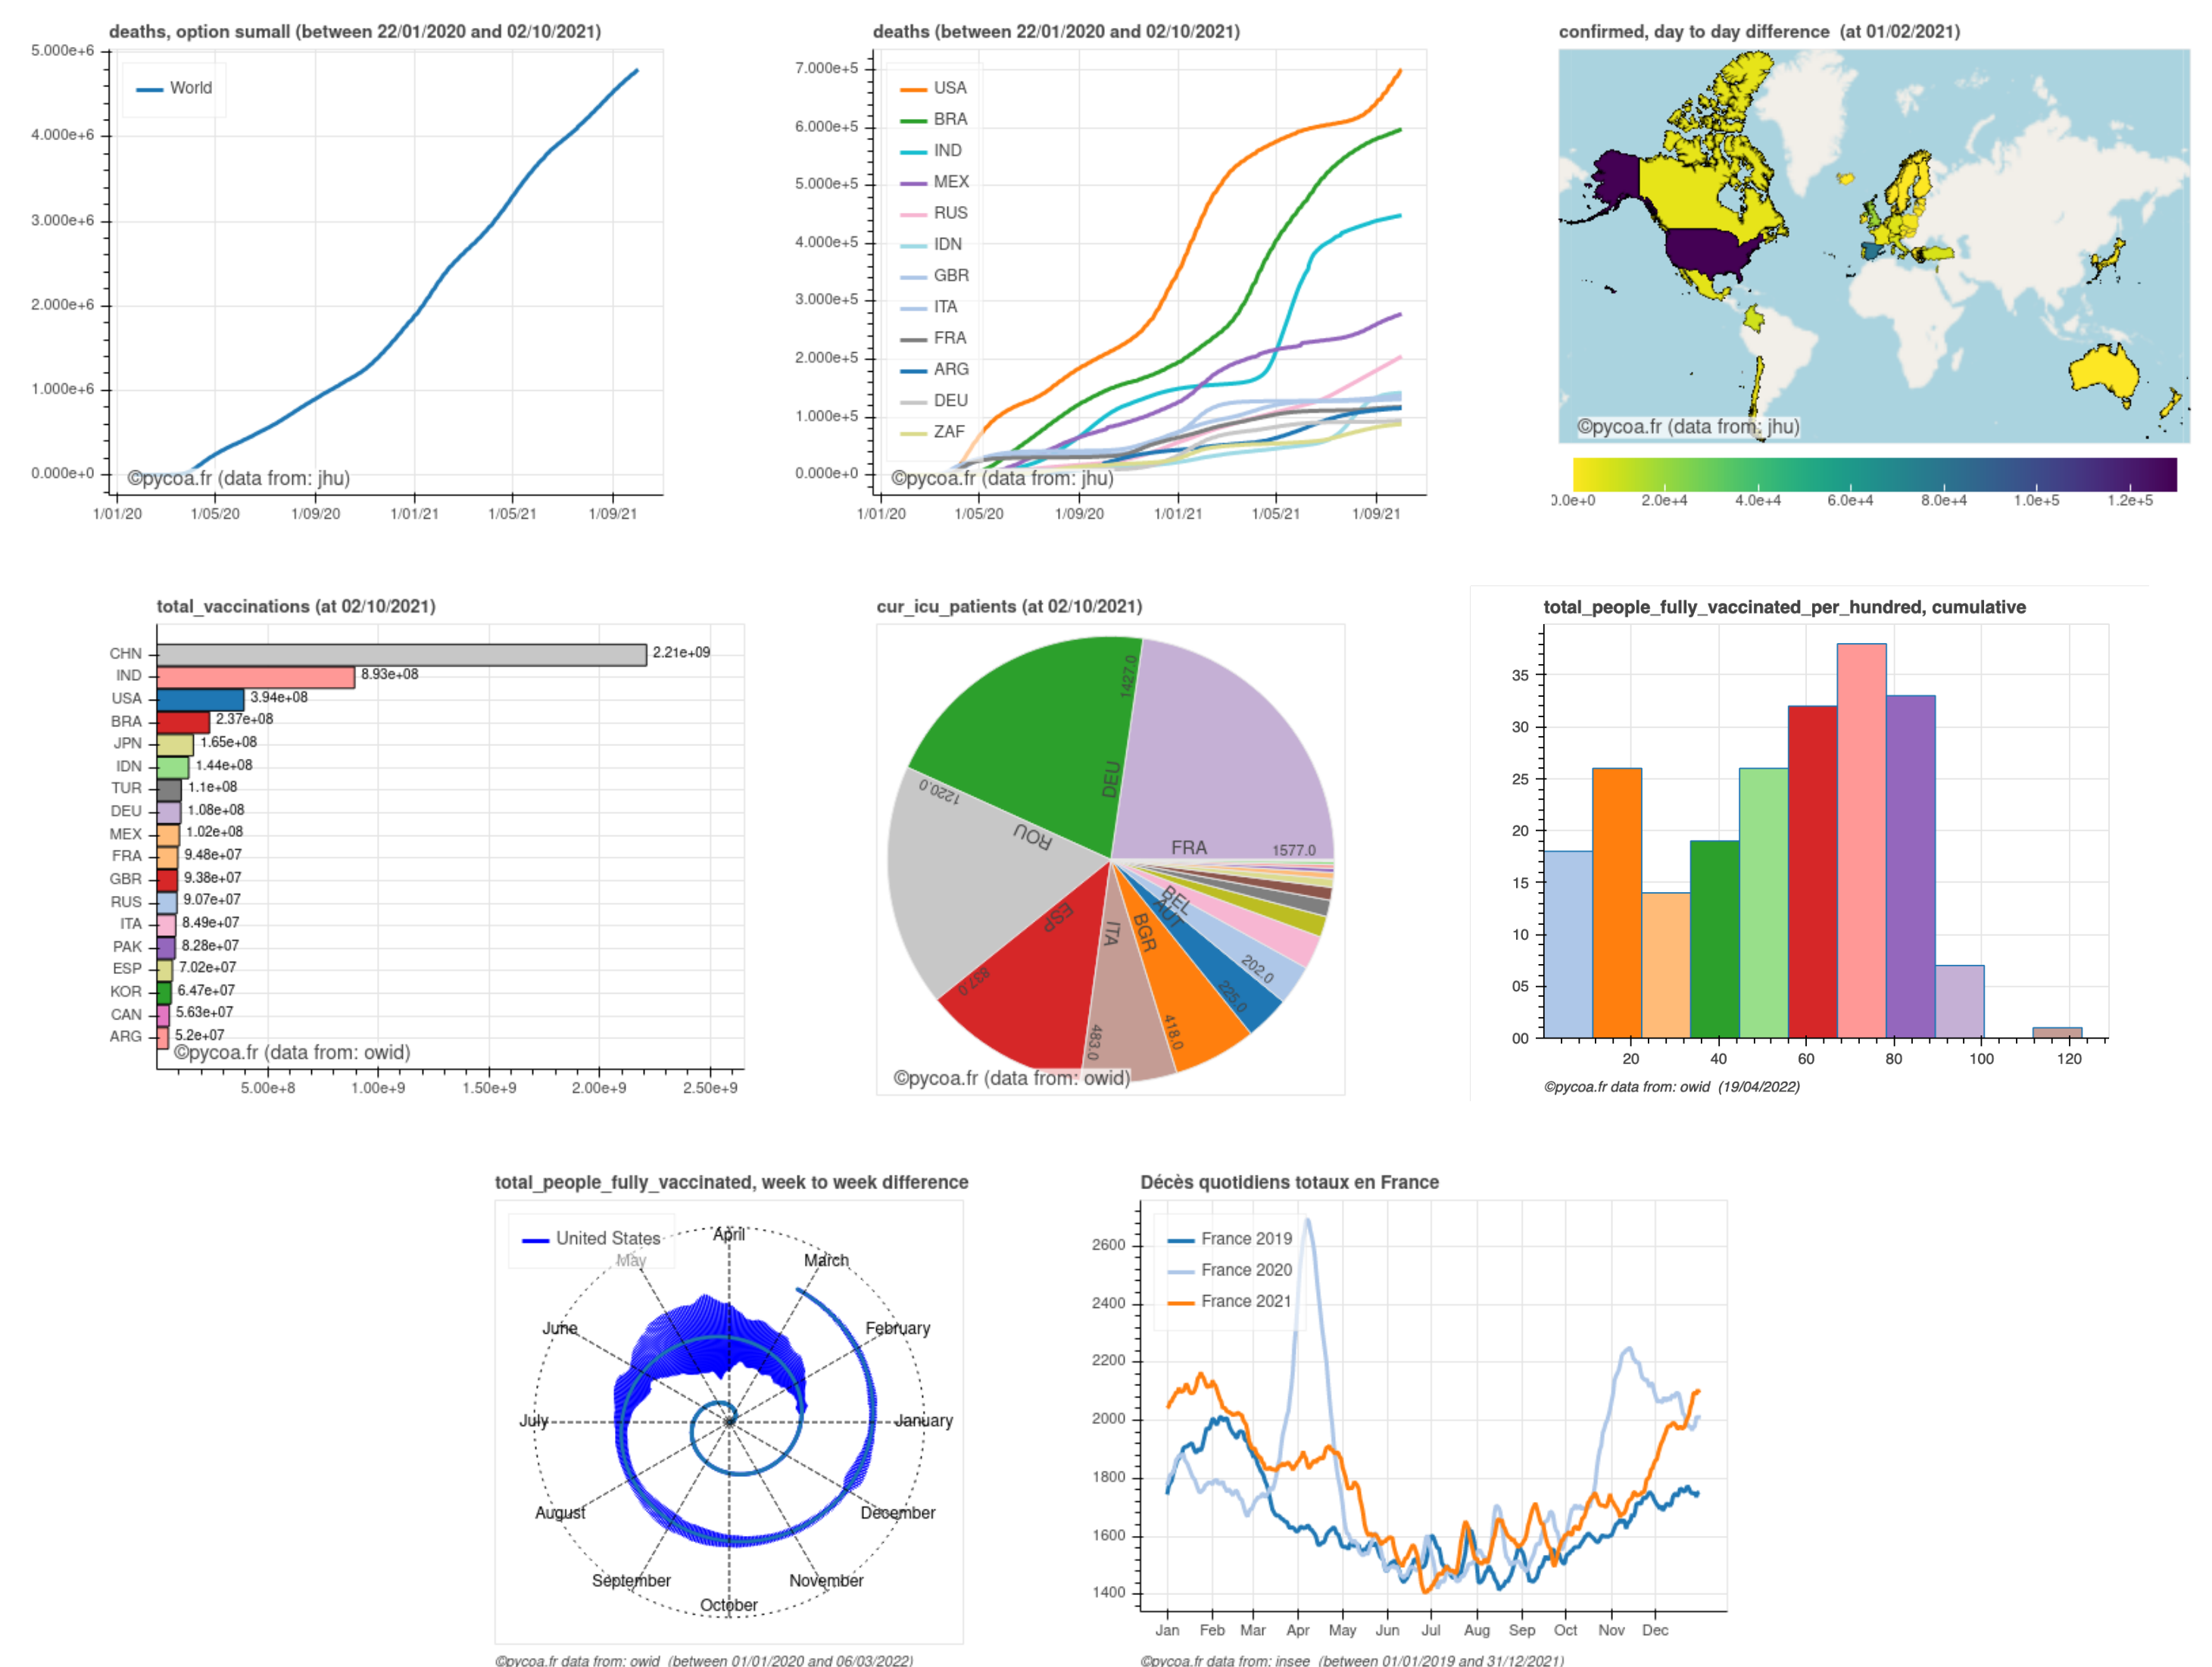 deaths, option sumall (between 22/01/2020 and 02/10/2021)
5.000e+6
4.000e+6
3.000e+6
2.000e+6
1.000e+6
0.000e+0
World
©pycoa.fr (data from: jhu)
1/01/20 1/05/20 1/09/20 1/01/21 1/05/21 1/09/21
deaths (between 22/01/2020 and 02/10/2021)
7.000e+5
6.000e+5
5.000e+5
4.000e+5
3.000e+5
2.000e+5
1.000e+5
0.000e+0
USA
BRA
IND
MEX
RUS
IDN
GBR
ITA
FRA
ARG
DEU
ZAF
©pycoa.fr (data from: jhu)
1/01/20 1/05/20 1/09/20 1/01/21 1/05/21 1/09/21
confirmed, day to day difference (at 01/02/2021)
©pycoa.fr (data from: jhu)
0.0e+0 2.0e+4 4.0e+4 6.0e+4 8.0e+4 1.0e+5 1.2e+5
total_vaccinations (at 02/10/2021)
CHN 2.21e+09
IND 8.93e+08
USA 3.94e+08
BRA 2.37e+08
JPN 1.65e+08
IDN 1.44e+08
TUR 1.1e+08
DEU 1.08e+08
MEX 1.02e+08
FRA 9.48e+07
GBR 9.38e+07
RUS 9.07e+07
ITA 8.49e+07
PAK 8.28e+07
ESP 7.02e+07
KOR 6.47e+07
CAN 5.63e+07
ARG 5.2e+07
©pycoa.fr (data from: owid)
5.00e+8 1.00e+9 1.50e+9 2.00e+9 2.50e+9
cur_icu_patients (at 02/10/2021)
FRA 1577.0
DEU 1427.0
ROU 1220.0
ESP 837.0
ITA 483.0
BGR 418.0
AUT 225.0
BEL 202.0
©pycoa.fr (data from: owid)
total_people_fully_vaccinated_per_hundred, cumulative
35
30
25
20
15
10
05
00
20 40 60 80 100 120
©pycoa.fr data from: owid (19/04/2022)
total_people_fully_vaccinated, week to week difference
United States
April
March
February
January
December
November
October
September
August
July
June
May
©pycoa.fr data from: owid (between 01/01/2020 and 06/03/2022)
Décès quotidiens totaux en France
France 2019
France 2020
France 2021
2600
2400
2200
2000
1800
1600
1400
Jan Feb Mar Apr May Jun Jul Aug Sep Oct Nov Dec
©pycoa.fr data from: insee (between 01/01/2019 and 31/12/2021)